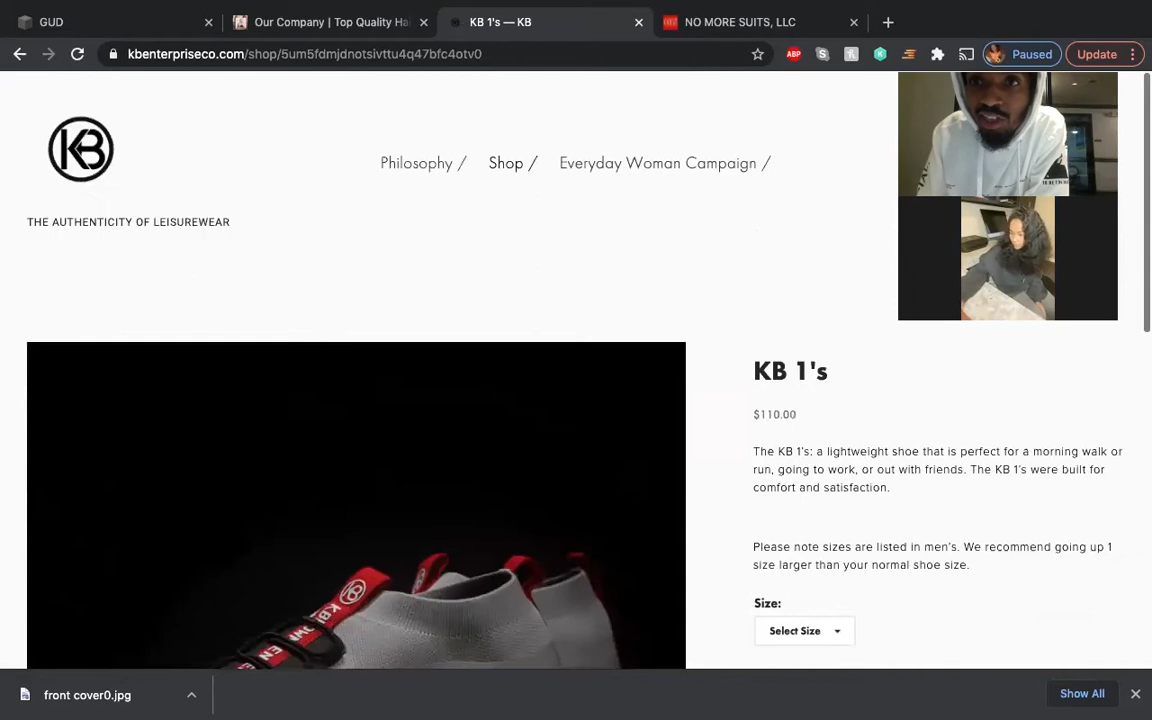 GUD
Our Company | Top Quality Hai
KB 1's — KB
NO MORE SUITS, LLC
kbenterpriseco.com/shop/5um5fdmjdnotsivttu4q47bfc4otv0
ABP
Paused
Update
KB
Philosophy /
Shop /
Everyday Woman Campaign /
THE AUTHENTICITY OF LEISUREWEAR
KB 1's
$110.00
The KB 1's: a lightweight shoe that is perfect for a morning walk or
run, going to work, or out with friends. The KB 1's were built for
comfort and satisfaction.
Please note sizes are listed in men's. We recommend going up 1
size larger than your normal shoe size.
Size:
Select Size
KB
front cover0.jpg
Show All